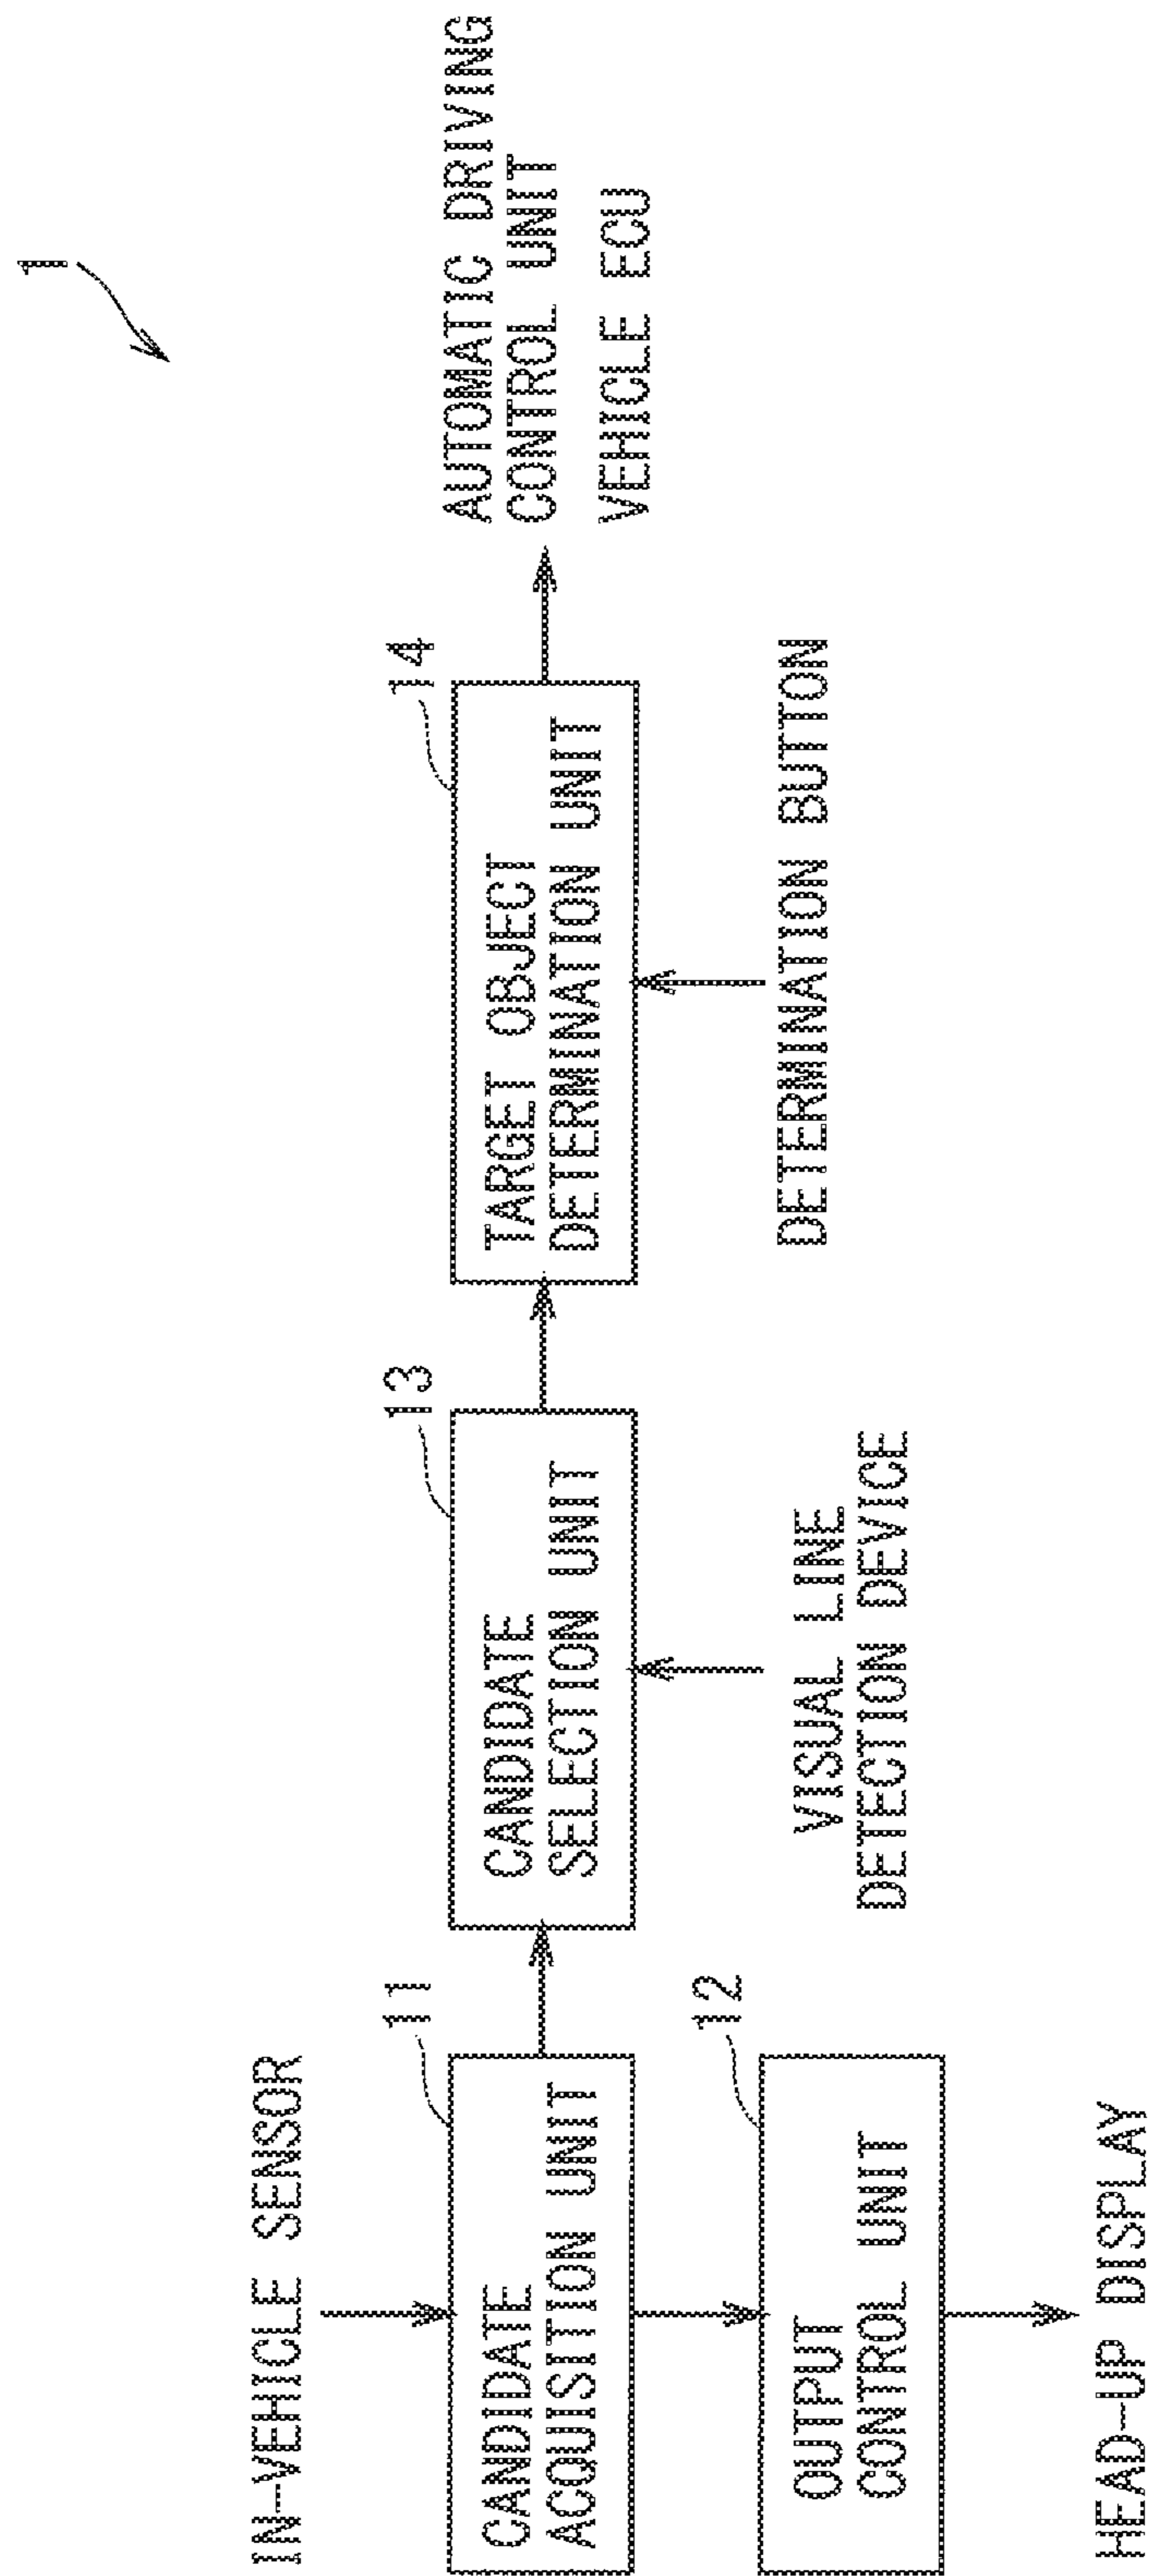 1
IN-VEHICLE SENSOR
11
CANDIDATE
ACQUISITION UNIT
12
OUTPUT
CONTROL UNIT
HEAD-UP DISPLAY
13
CANDIDATE
SELECTION UNIT
VISUAL LINE
DETECTION DEVICE
14
TARGET OBJECT
DETERMINATION UNIT
DETERMINATION BUTTON
AUTOMATIC DRIVING
CONTROL UNIT
VEHICLE ECU